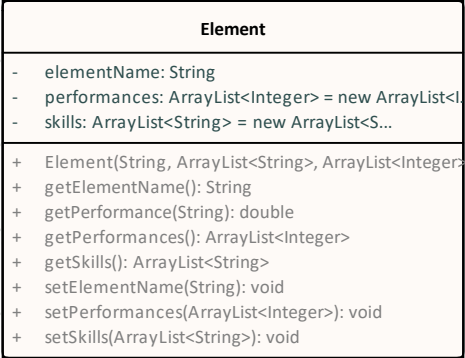 Element
- elementName: String
- performances: ArrayList<Integer> = new ArrayList<I...
- skills: ArrayList<String> = new ArrayList<S...
+ Element(String, ArrayList<String>, ArrayList<Integer>
+ getElementName(): String
+ getPerformance(String): double
+ getPerformances(): ArrayList<Integer>
+ getSkills(): ArrayList<String>
+ setElementName(String): void
+ setPerformances(ArrayList<Integer>): void
+ setSkills(ArrayList<String>): void